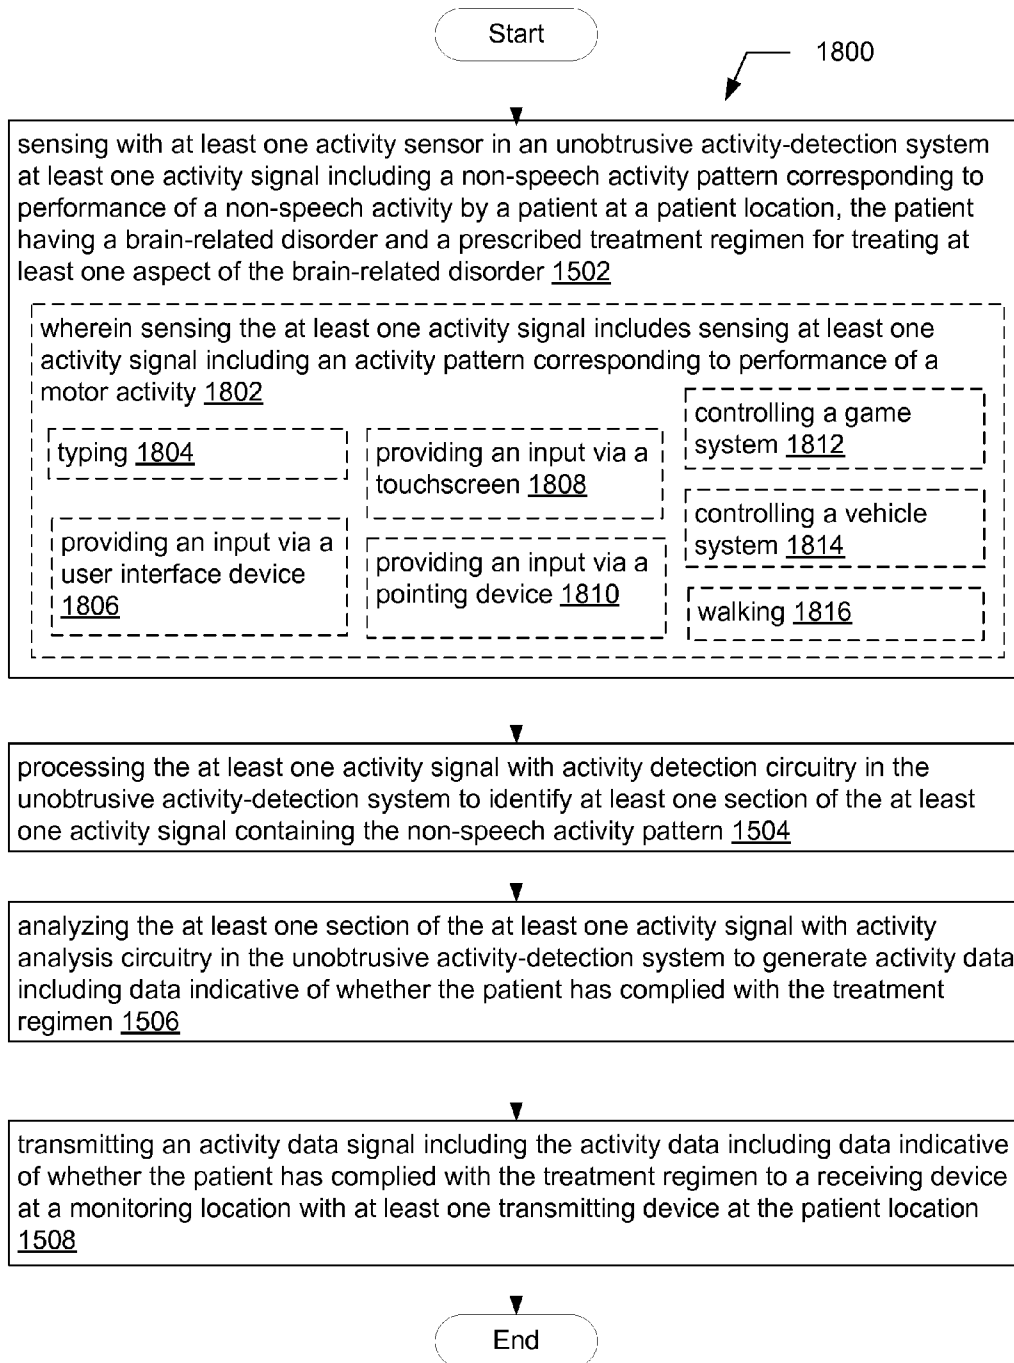 Start
1800
sensing with at least one activity sensor in an unobtrusive activity-detection system
at least one activity signal including a non-speech activity pattern corresponding to
performance of a non-speech activity by a patient at a patient location, the patient
having a brain-related disorder and a prescribed treatment regimen for treating at
least one aspect of the brain-related disorder 1502
wherein sensing the at least one activity signal includes sensing at least one
activity signal including an activity pattern corresponding to performance of a
motor activity 1802
typing 1804
providing an input via a
user interface device
1806
providing an input via a
touchscreen 1808
providing an input via a
pointing device 1810
controlling a game
system 1812
controlling a vehicle
system 1814
walking 1816
processing the at least one activity signal with activity detection circuitry in the
unobtrusive activity-detection system to identify at least one section of the at least
one activity signal containing the non-speech activity pattern 1504
analyzing the at least one section of the at least one activity signal with activity
analysis circuitry in the unobtrusive activity-detection system to generate activity data
including data indicative of whether the patient has complied with the treatment
regimen 1506
transmitting an activity data signal including the activity data including data indicative
of whether the patient has complied with the treatment regimen to a receiving device
at a monitoring location with at least one transmitting device at the patient location
1508
End